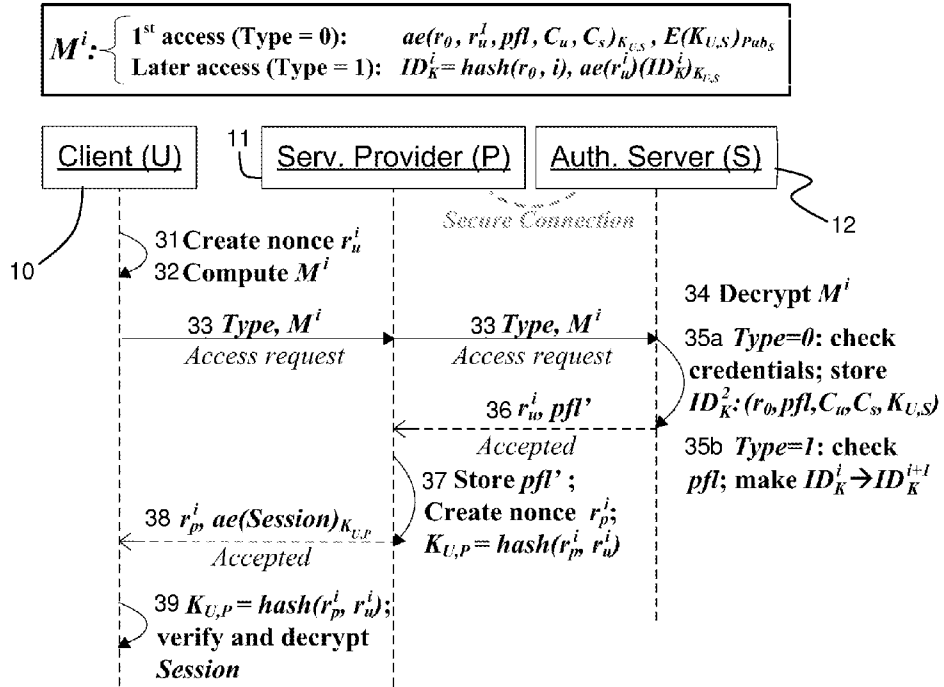 M^i:
1st access (Type = 0): ae(r_0, r_u^1, pfl, C_u, C_s)_{K_{U,S}}, E(K_{U,S})_{Pub_S}
Later access (Type = 1): ID_K^i = hash(r_0, i), ae(r_u^i)(ID_K^i)_{K_{U,S}}
Client (U)
11
Serv. Provider (P)
Auth. Server (S)
Secure Connection
12
10
31 Create nonce r_u^i
32 Compute M^i
34 Decrypt M^i
33 Type, M^i
Access request
33 Type, M^i
Access request
35a Type=0: check
credentials; store
ID_K^2:(r_0,pfl,C_u,C_s,K_{U,S})
36 r_u^i, pfl'
Accepted
35b Type=1: check
pfl; make ID_K^i→ID_K^{i+1}
37 Store pfl' ;
Create nonce r_p^i;
K_{U,P} = hash(r_p^i, r_u^i)
38 r_p^i, ae(Session)_{K_{U,P}}
Accepted
39 K_{U,P} = hash(r_p^i, r_u^i);
verify and decrypt
Session